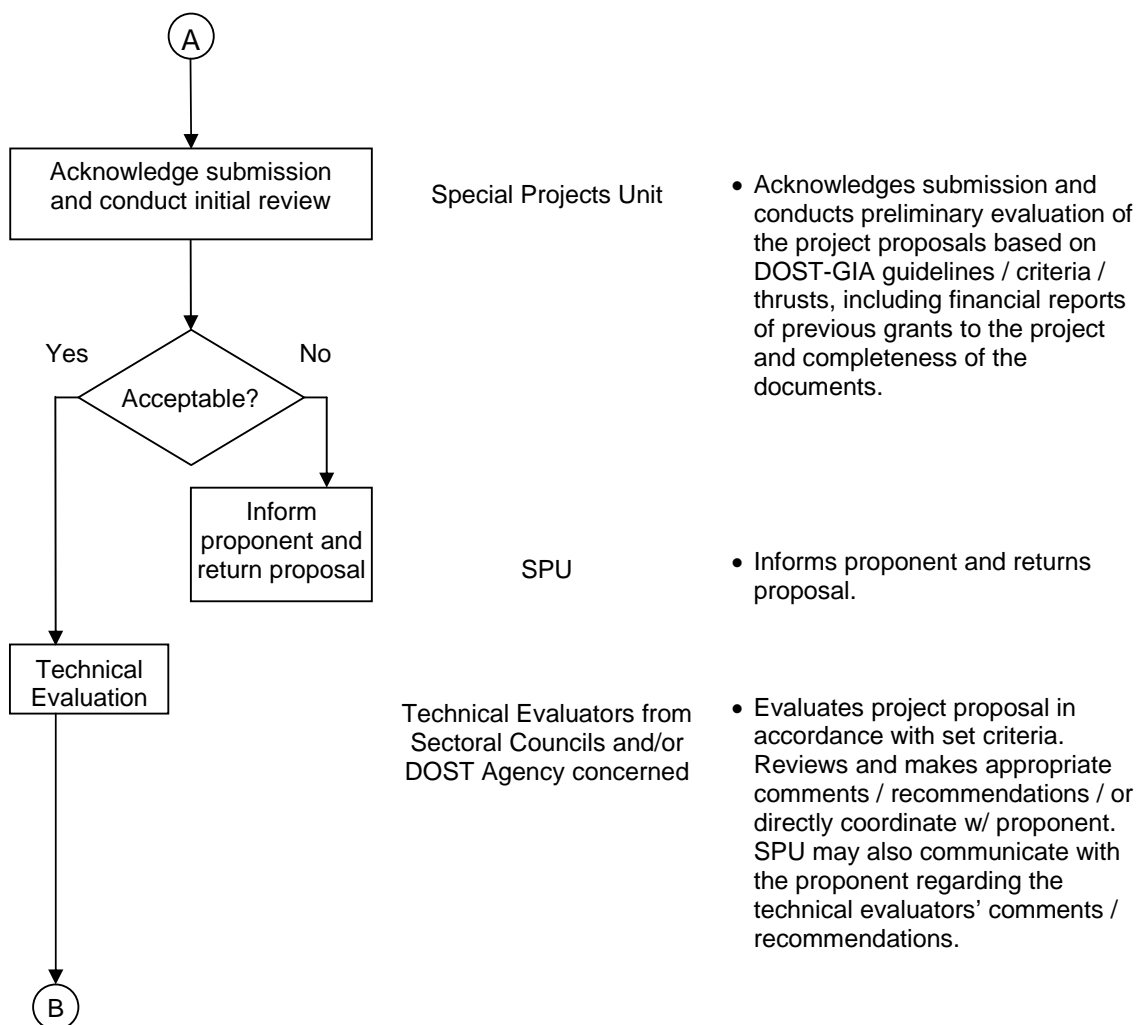 A
Acknowledge submission
and conduct initial review
Special Projects Unit
• Acknowledges submission and
conducts preliminary evaluation of
the project proposals based on
DOST-GIA guidelines / criteria /
thrusts, including financial reports
of previous grants to the project
and completeness of the
documents.
Yes
No
Acceptable?
Inform
proponent and
return proposal
SPU
• Informs proponent and returns
proposal.
Technical
Evaluation
Technical Evaluators from
Sectoral Councils and/or
DOST Agency concerned
• Evaluates project proposal in
accordance with set criteria.
Reviews and makes appropriate
comments / recommendations / or
directly coordinate w/ proponent.
SPU may also communicate with
the proponent regarding the
technical evaluators’ comments /
recommendations.
B